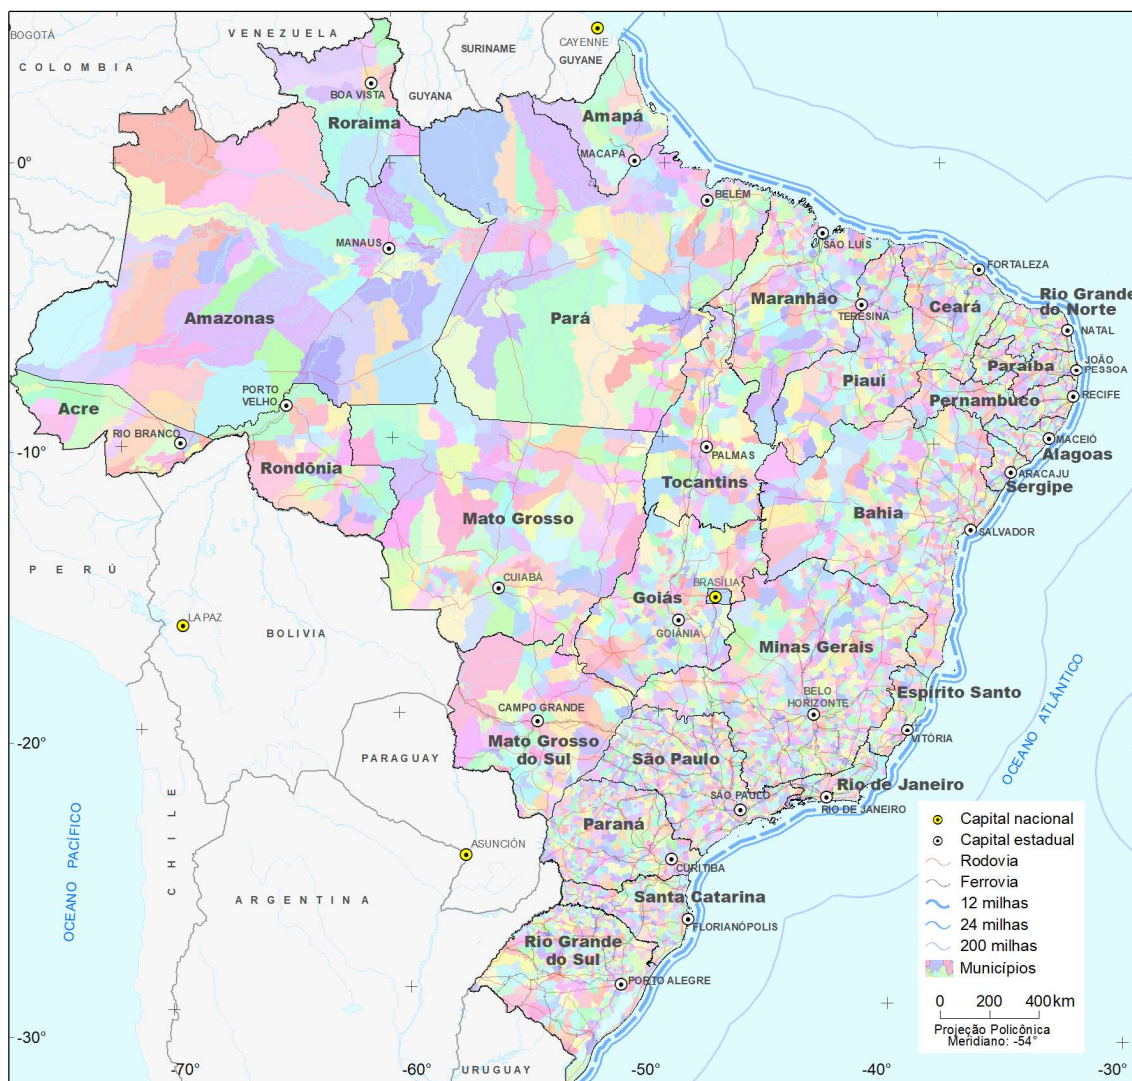 BOGOTÁ
VENEZUELA
CAYENNE
COLOMBIA
SURINAME
GUYANE
GUYANA
BOA VISTA
Roraima
Amapá
MACAPÁ
0°
BELÉM
MANAUS
SÃO LUÍS
FORTALEZA
Amazonas
Pará
Maranhão
TERESINA
Ceará
Rio Grande
do Norte
NATAL
JOÃO
PESSOA
Paraíba
Piauí
Pernambuco
RECIFE
PORTO
VELHO
Acre
RIO BRANCO
-10°
Rondônia
PALMAS
Tocantins
MACEIÓ
Alagoas
ARACAJU
Sergipe
Mato Grosso
Bahia
SALVADOR
PERÚ
CUIABÁ
BRASÍLIA
Goiás
GOIÂNIA
LA PAZ
BOLIVIA
Minas Gerais
Espírito Santo
BELO
HORIZONTE
VITÓRIA
OCEANO ATLÂNTICO
CAMPO GRANDE
Mato Grosso
do Sul
-20°
PARAGUAY
São Paulo
SÃO PAULO
Rio de Janeiro
RIO DE JANEIRO
CHILE
OCEANO PACÍFICO
Paraná
ASUNCIÓN
CURITIBA
ARGENTINA
Santa Catarina
FLORIANÓPOLIS
Rio Grande
do Sul
PORTO ALEGRE
Capital nacional
Capital estadual
Rodovia
Ferrovia
12 milhas
24 milhas
200 milhas
Municípios
0 200 400 km
Projeção Policônica
Meridiano: -54°
-30°
URUGUAY
-70° -60° -50° -40° -30°